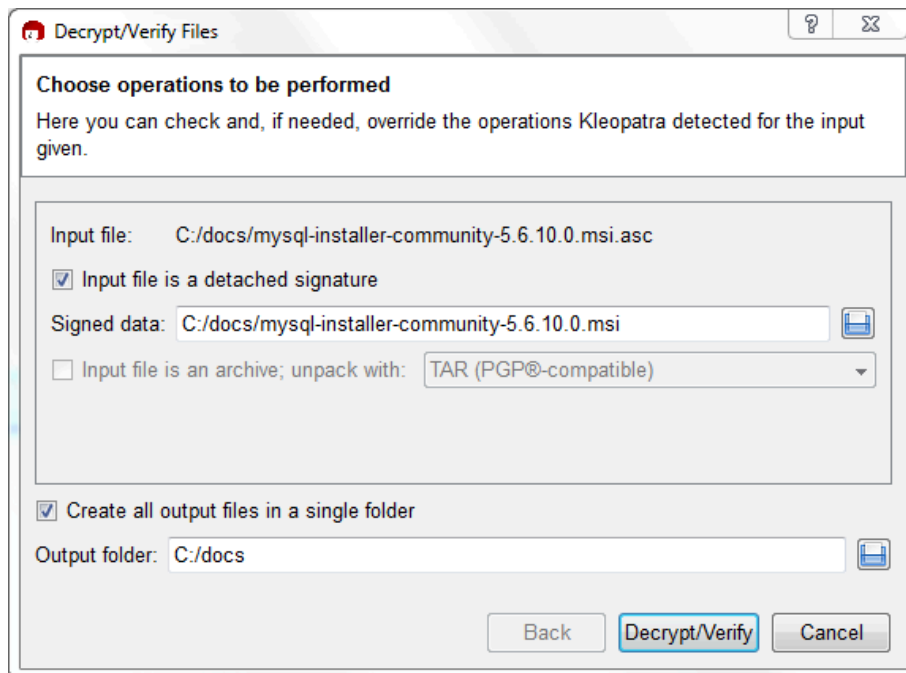 Decrypt/Verify Files
Choose operations to be performed
Here you can check and, if needed, override the operations Kleopatra detected for the input
given.
Input file: C:/docs/mysql-installer-community-5.6.10.0.msi.asc
Input file is a detached signature
Signed data: C:/docs/mysql-installer-community-5.6.10.0.msi
Input file is an archive; unpack with: TAR (PGP®-compatible)
Create all output files in a single folder
Output folder: C:/docs
Back Decrypt/Verify Cancel